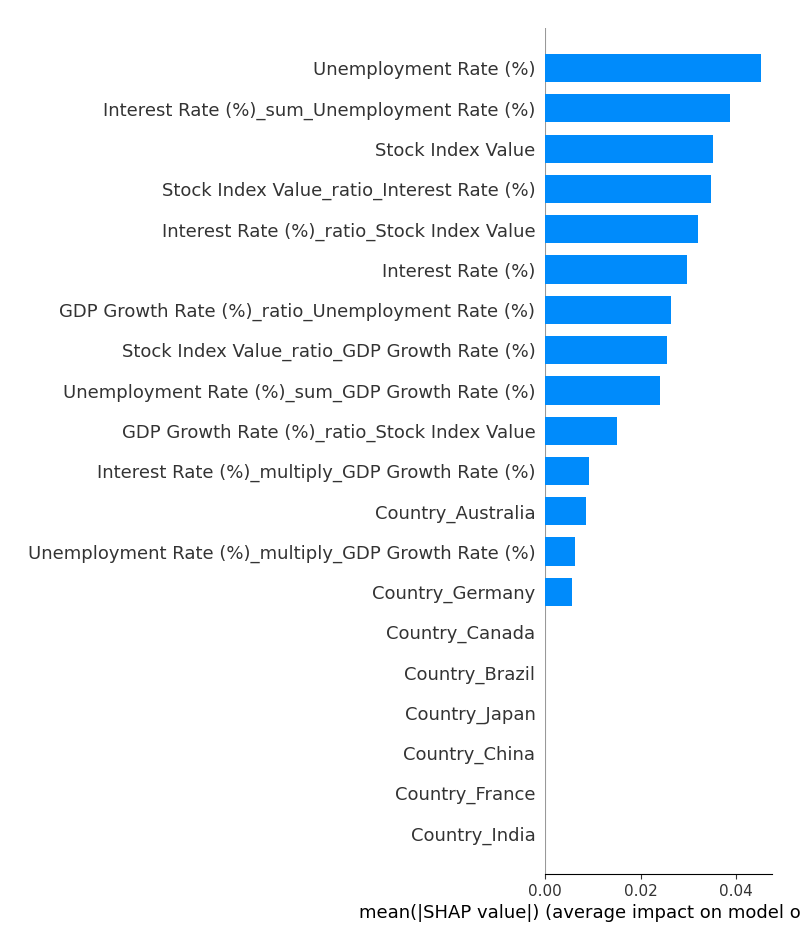 Unemployment Rate (%)
Interest Rate (%)_sum_Unemployment Rate (%)
Stock Index Value
Stock Index Value_ratio_Interest Rate (%)
Interest Rate (%)_ratio_Stock Index Value
Interest Rate (%)
GDP Growth Rate (%)_ratio_Unemployment Rate (%)
Stock Index Value_ratio_GDP Growth Rate (%)
Unemployment Rate (%)_sum_GDP Growth Rate (%)
GDP Growth Rate (%)_ratio_Stock Index Value
Interest Rate (%)_multiply_GDP Growth Rate (%)
Country_Australia
Unemployment Rate (%)_multiply_GDP Growth Rate (%)
Country_Germany
Country_Canada
Country_Brazil
Country_Japan
Country_China
Country_France
Country_India
0.00 0.02 0.04
mean(|SHAP value|) (average impact on model o